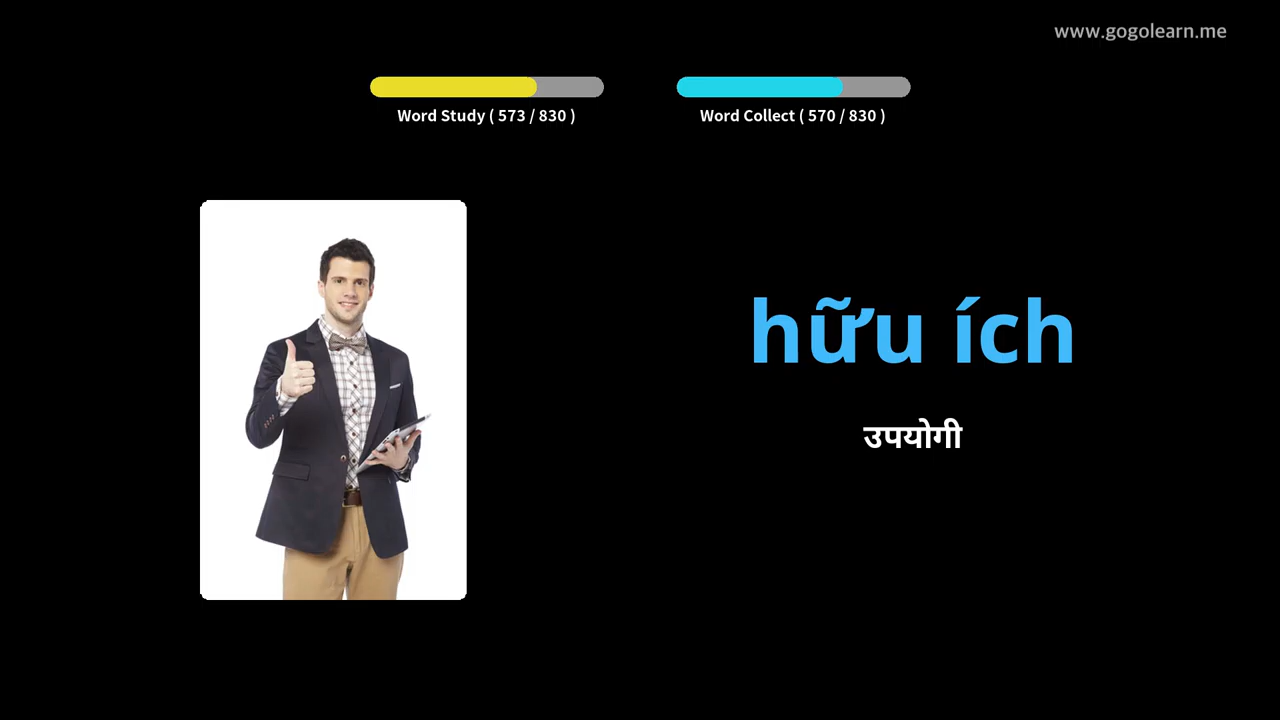 www.gogolearn.me
Word Study ( 573 / 830 )
Word Collect ( 570 / 830 )
hữu ích
उपयोगी